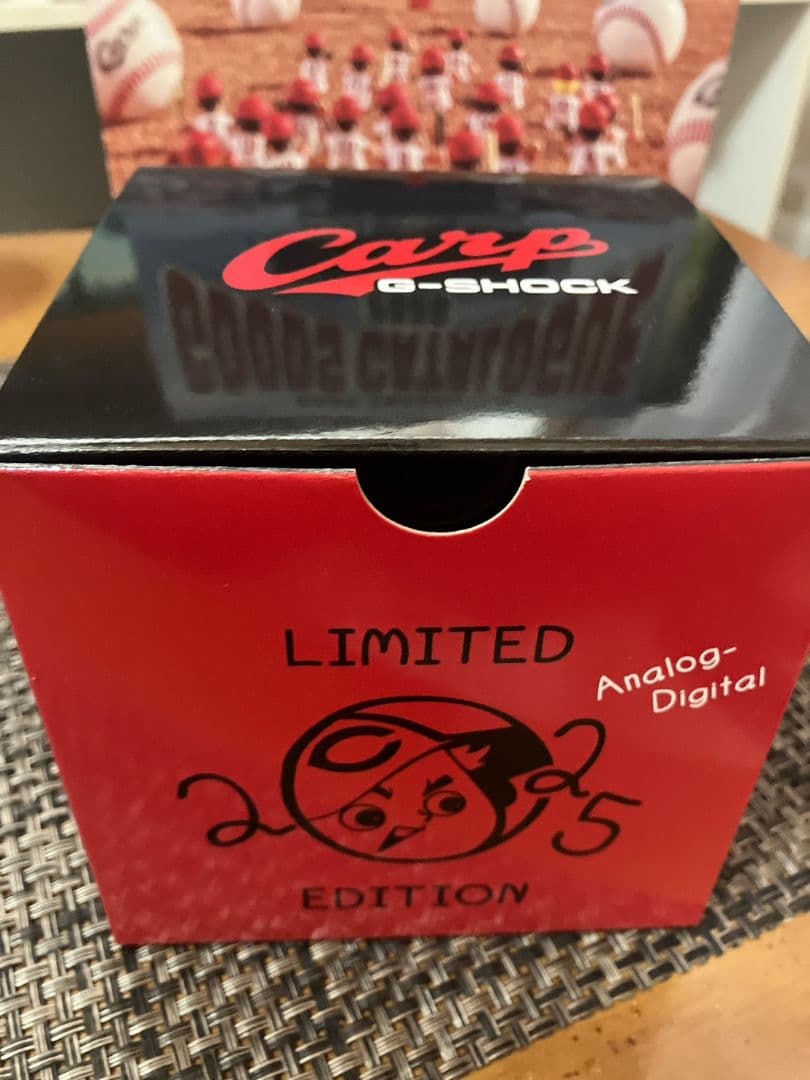 Carp
G-SHOCK
LIMITED
Analog-
Digital
2025
EDITION